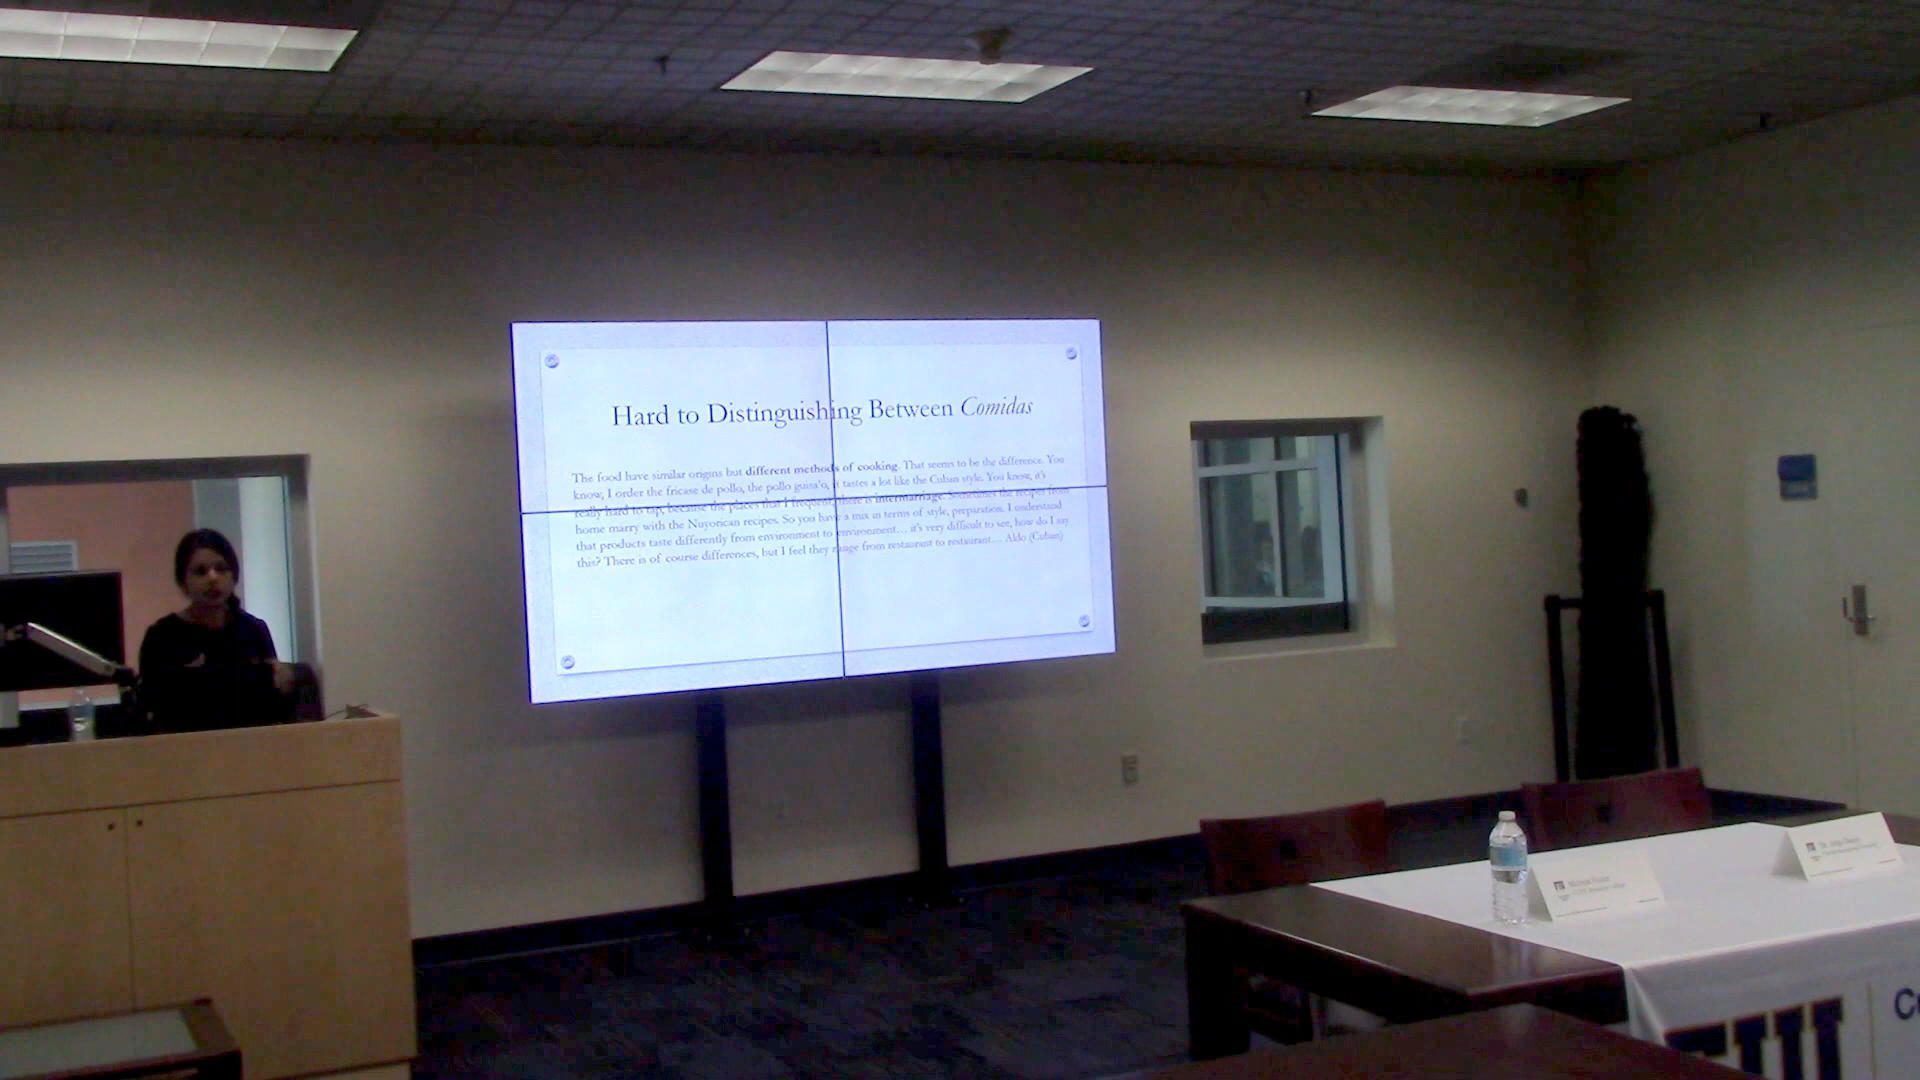 Hard to Distinguishing Between Comidas
The food have similar origins but different methods of cooking. That seems to be the difference. You
know, I order the fricase de pollo, the pollo guisa'o, it tastes a lot like the Cuban style. You know, it's
really hard to tap, because the places that I frequent, there is intermarriage. Sometimes the recipes from
home marry with the Nuyorican recipes. So you have a mix in terms of style, preparation. I understand
that products taste differently from environment to environment… it's very difficult to see, how do I say
this? There is of course differences, but I feel they range from restaurant to restaurant… Aldo (Cuban)
FIU